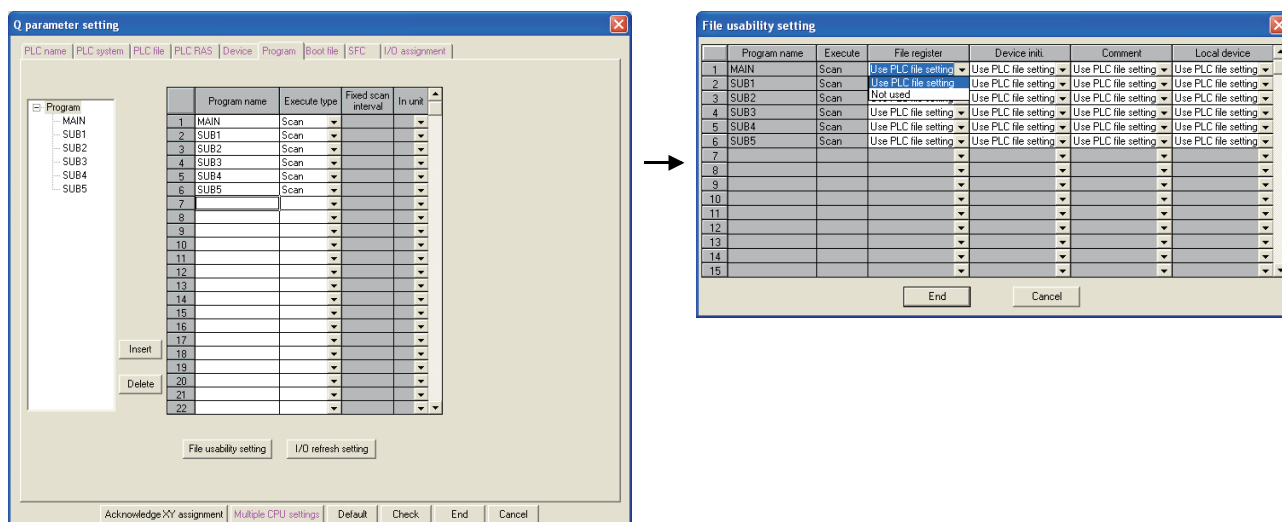 Q parameter setting
PLC name PLC system PLC file PLC RAS Device Program Boot file SFC I/O assignment
Program
MAIN
SUB1
SUB2
SUB3
SUB4
SUB5
Program name Execute type Fixed scan interval In unit
1 MAIN Scan
2 SUB1 Scan
3 SUB2 Scan
4 SUB3 Scan
5 SUB4 Scan
6 SUB5 Scan
7
8
9
10
11
12
13
14
15
16
17
18
19
20
21
22
Insert
Delete
File usability setting I/O refresh setting
Acknowledge XY assignment Multiple CPU settings Default Check End Cancel
File usability setting
Program name Execute File register Device initi. Comment Local device
1 MAIN Scan Use PLC file setting Use PLC file setting Use PLC file setting Use PLC file setting
2 SUB1 Scan Use PLC file setting Use PLC file setting Use PLC file setting
3 SUB2 Scan Use PLC file setting Use PLC file setting Use PLC file setting
Use PLC file setting
Not used
4 SUB3 Scan Use PLC file setting Use PLC file setting Use PLC file setting Use PLC file setting
5 SUB4 Scan Use PLC file setting Use PLC file setting Use PLC file setting Use PLC file setting
6 SUB5 Scan Use PLC file setting Use PLC file setting Use PLC file setting Use PLC file setting
7
8
9
10
11
12
13
14
15
End Cancel